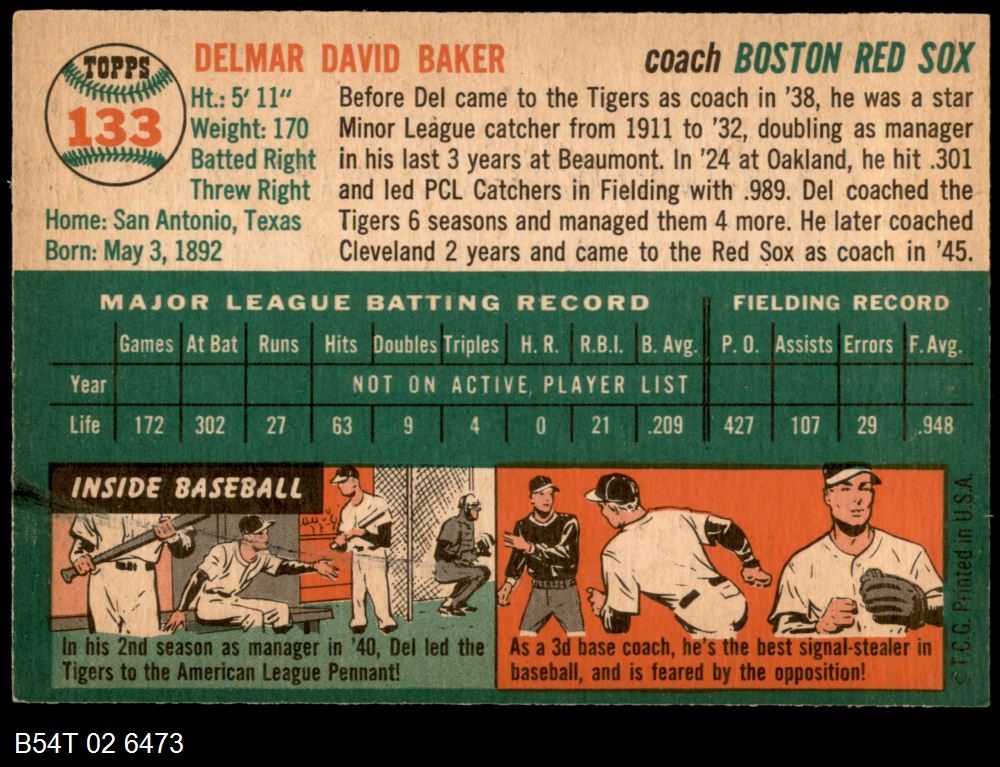 TOPPS
133
DELMAR DAVID BAKER
coach BOSTON RED SOX
Ht.: 5' 11"
Weight: 170
Batted Right
Threw Right
Home: San Antonio, Texas
Born: May 3, 1892
Before Del came to the Tigers as coach in '38, he was a star
Minor League catcher from 1911 to '32, doubling as manager
in his last 3 years at Beaumont. In '24 at Oakland, he hit .301
and led PCL Catchers in Fielding with .989. Del coached the
Tigers 6 seasons and managed them 4 more. He later coached
Cleveland 2 years and came to the Red Sox as coach in '45.
MAJOR LEAGUE BATTING RECORD FIELDING RECORD
Games At Bat Runs Hits Doubles Triples H. R. R.B.I. B. Avg. P. O. Assists Errors F. Avg.
Year NOT ON ACTIVE PLAYER LIST
Life 172 302 27 63 9 4 0 21 .209 427 107 29 .948
INSIDE BASEBALL
In his 2nd season as manager in '40, Del led the
Tigers to the American League Pennant!
As a 3d base coach, he's the best signal-stealer in
baseball, and is feared by the opposition!
© T.C.G. Printed in U.S.A.
B54T 02 6473